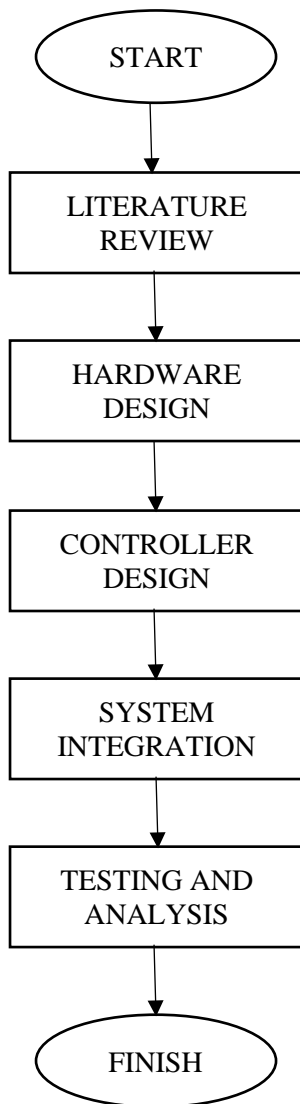 START
LITERATURE
REVIEW
HARDWARE
DESIGN
CONTROLLER
DESIGN
SYSTEM
INTEGRATION
TESTING AND
ANALYSIS
FINISH